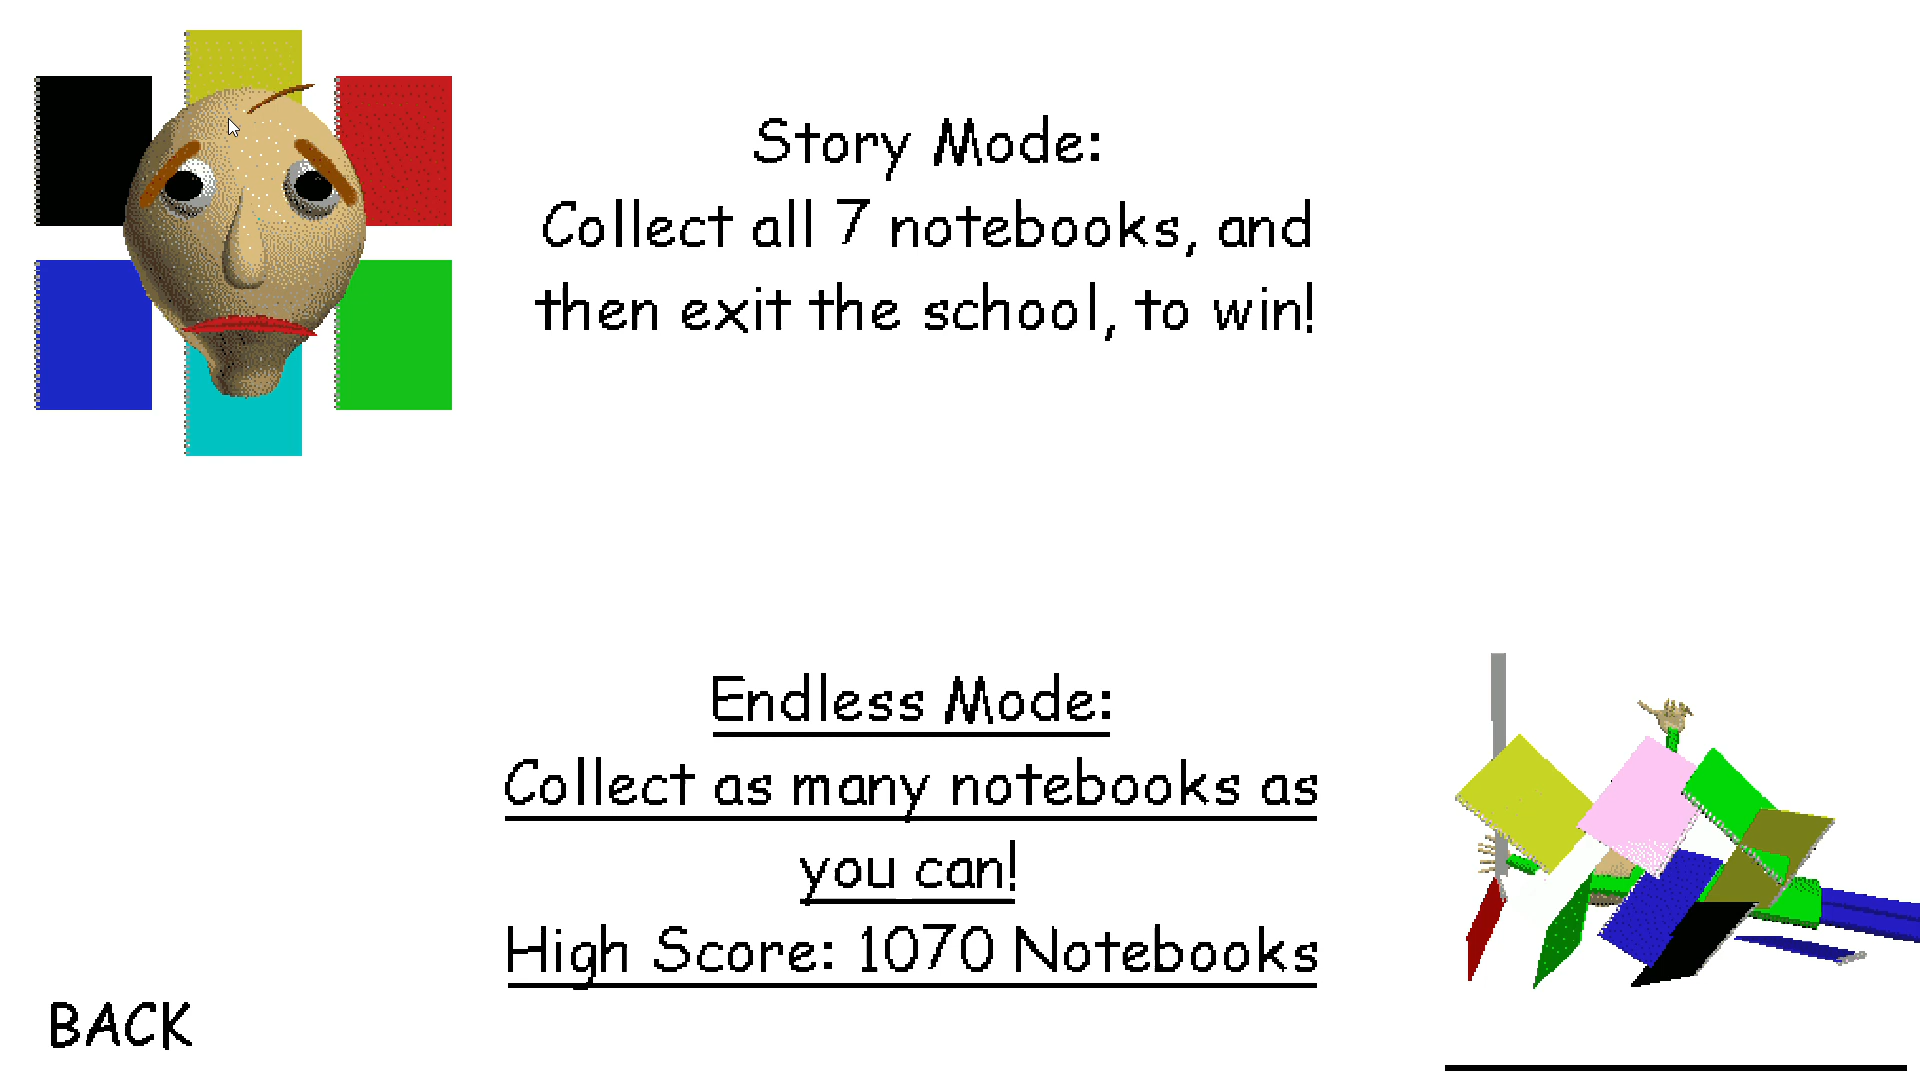 Story Mode:
Collect all 7 notebooks, and
then exit the school, to win!
Endless Mode:
Collect as many notebooks as
you can!
High Score: 1070 Notebooks
BACK